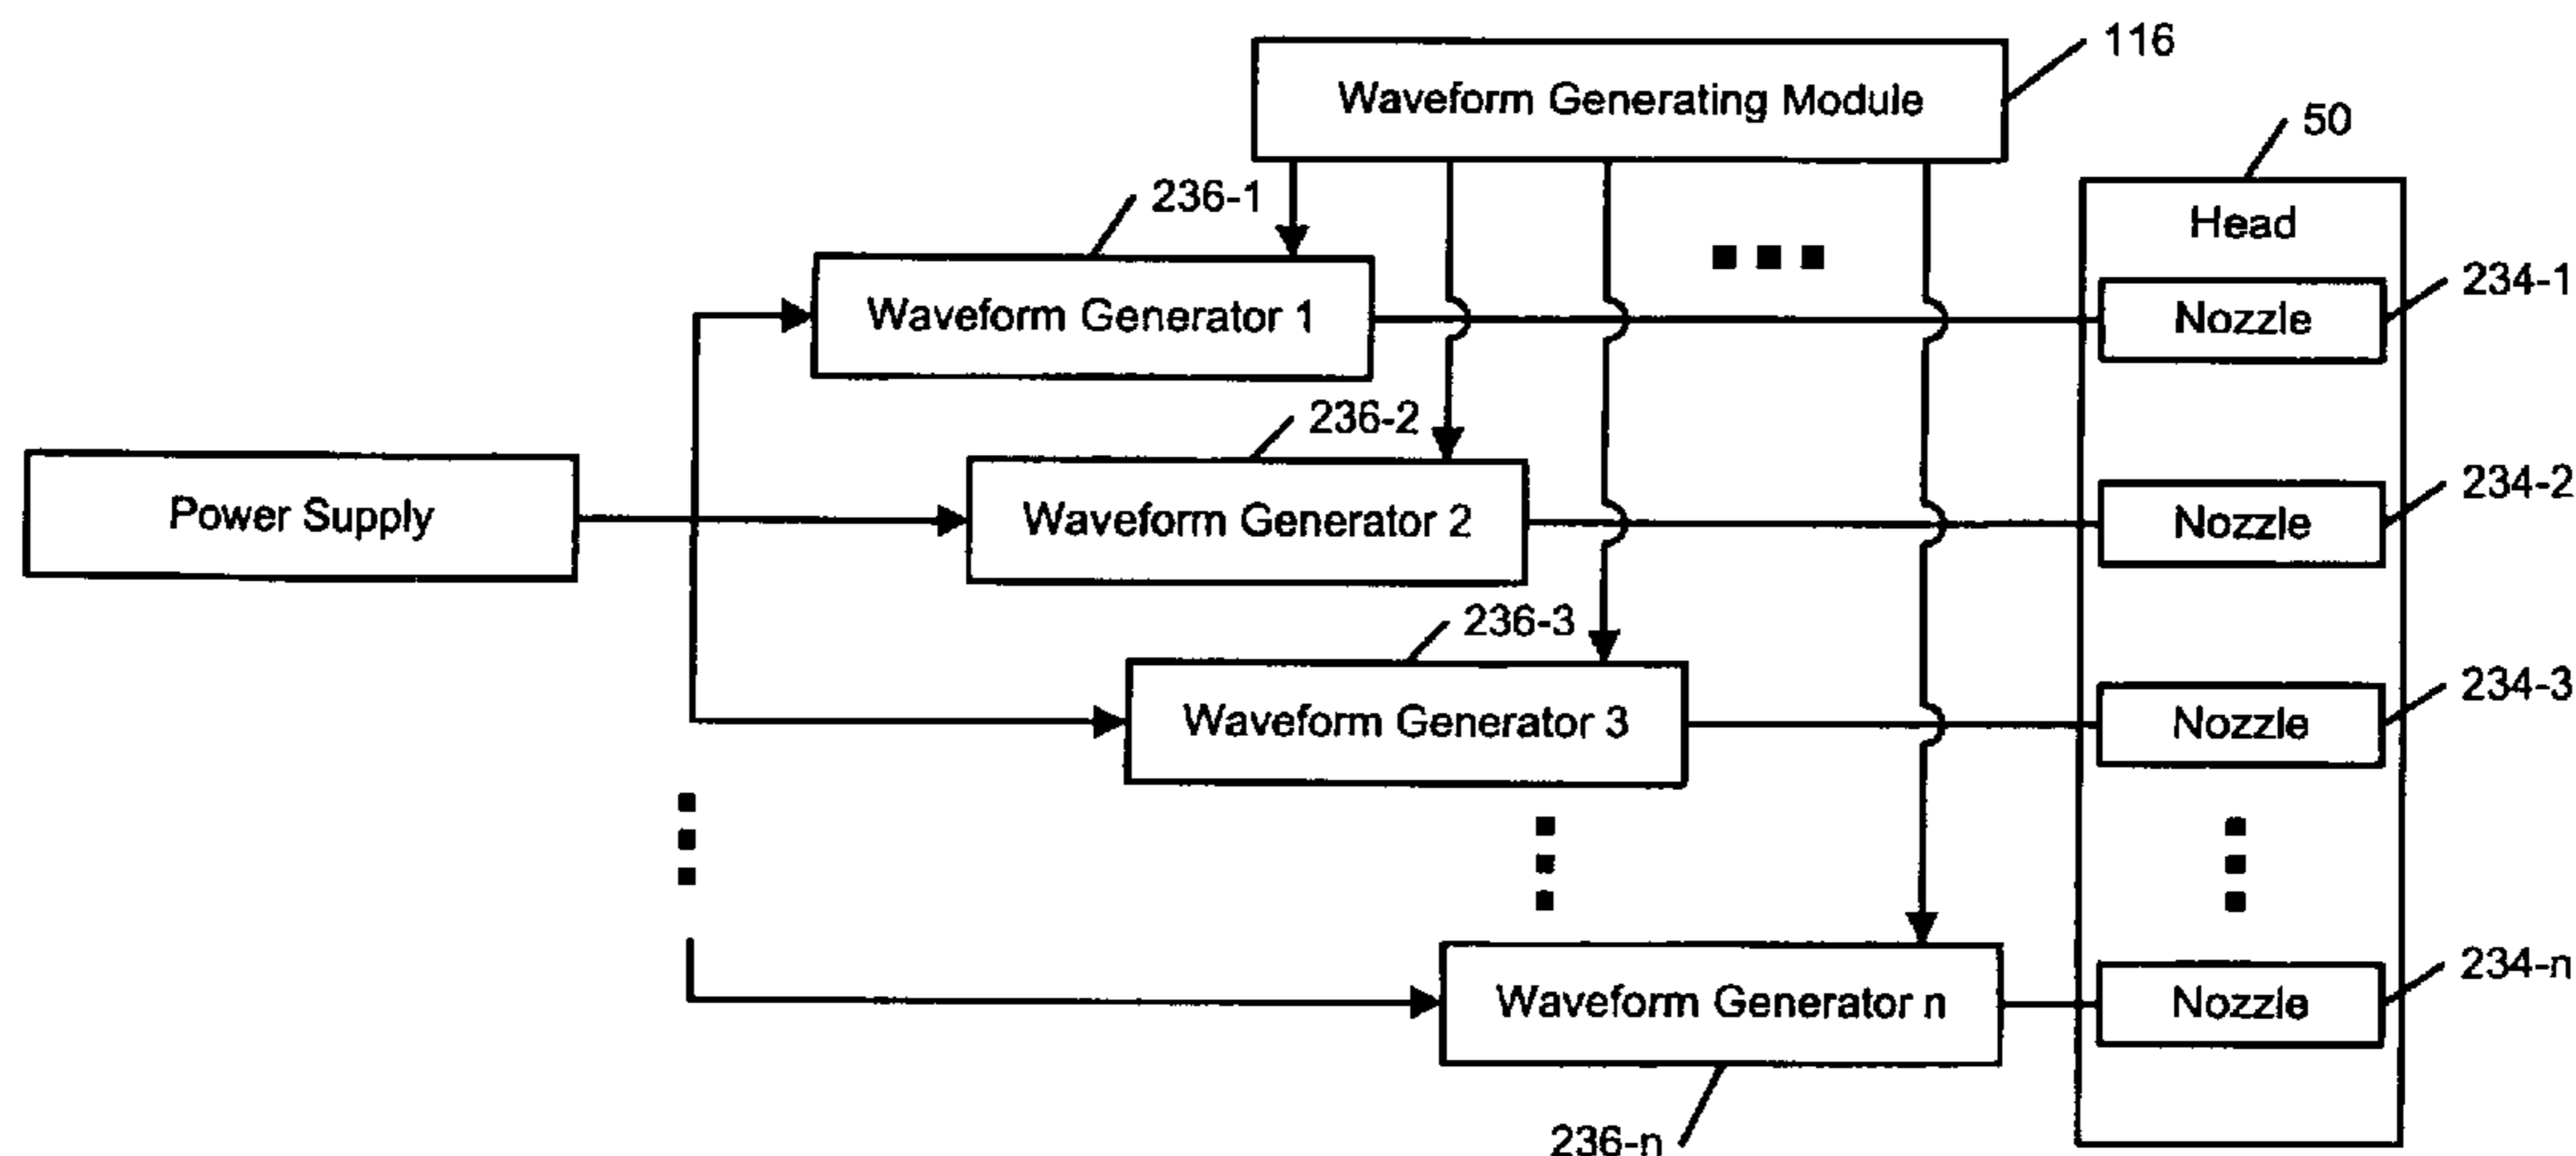 116
Waveform Generating Module
50
Head
236-1
234-1
Waveform Generator 1
Nozzle
236-2
234-2
Power Supply
Waveform Generator 2
Nozzle
236-3
234-3
Waveform Generator 3
Nozzle
234-n
Waveform Generator n
Nozzle
236-n